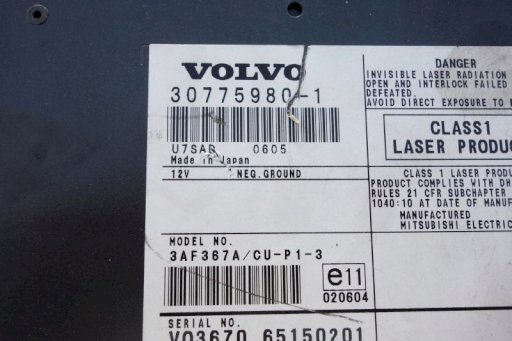 VOLVO
30775980-1
0605
Made in Japan
12V NEG.GROUND
MODEL NO.
3AF367A/CU-P1-3
e11
020604
SERIAL NO.
VO3670 65150201
DANGER
INVISIBLE LASER RADIATION
OPEN AND INTERLOCK FAILED
DEFEATED.
AVOID DIRECT EXPOSURE TO
CLASS1
LASER PRODUC
CLASS 1 LASER PRODU
PRODUCT COMPLIES WITH DH
RULES 21 CFR SUBCHAPTER
1040:10 AT DATE OF MANUF
MANUFACTURED
MITSUBISHI ELECTRIC